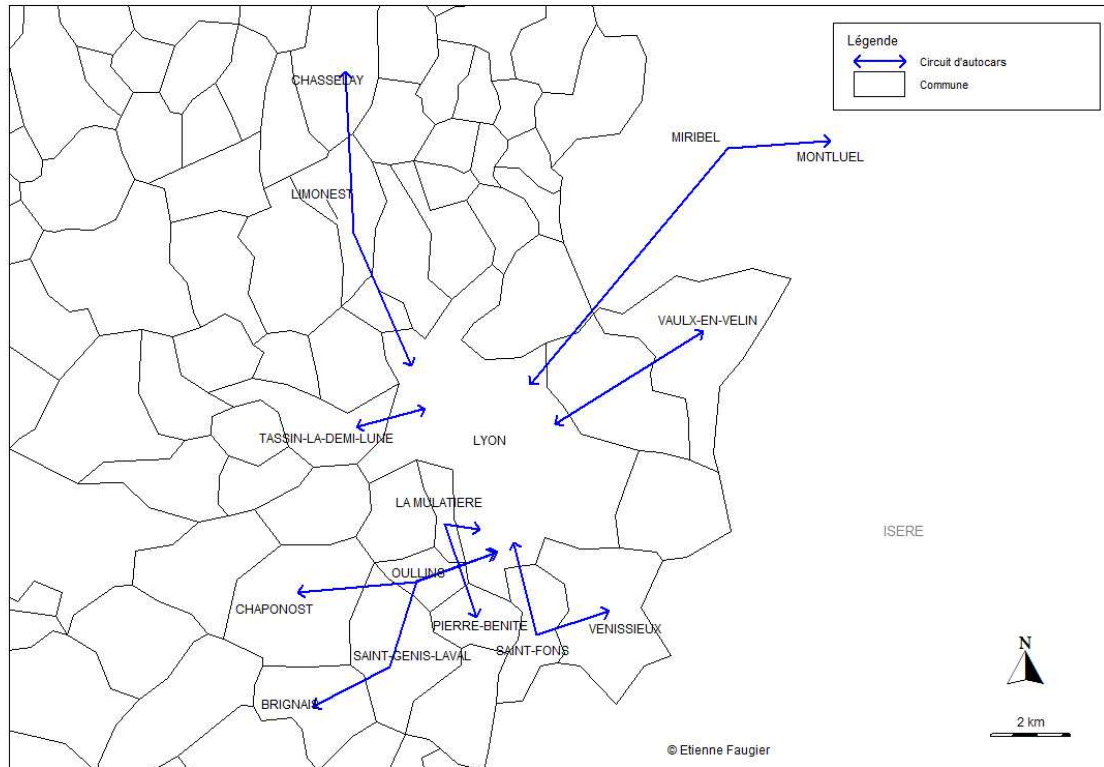 Légende
Circuit d'autocars
Commune
CHASSELAY
MIRIBEL
MONTLUEL
LIMONEST
VAULX-EN-VELIN
TASSIN-LA-DEMI-LUNE
LYON
LA MULATIERE
ISERE
OULLINS
CHAPONOST
PIERRE-BENITE
VENISSIEUX
SAINT-FONS
SAINT-GENIS-LAVAL
BRIGNAIS
N
2 km
© Etienne Faugier